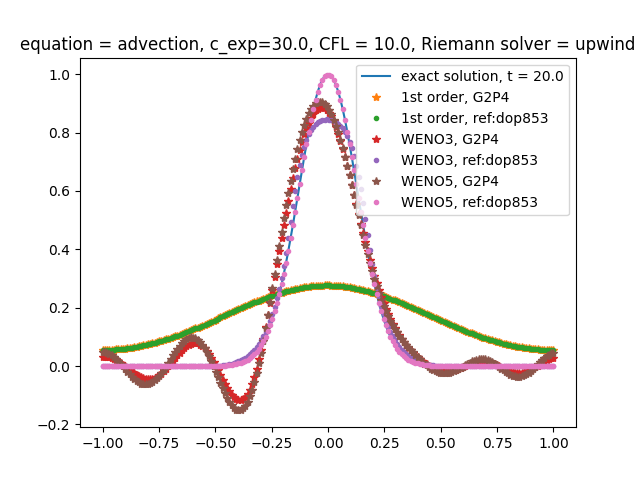 equation = advection, c_exp=30.0, CFL = 10.0, Riemann solver = upwind
1.0
0.8
0.6
0.4
0.2
0.0
−0.2
exact solution, t = 20.0
1st order, G2P4
1st order, ref:dop853
WENO3, G2P4
WENO3, ref:dop853
WENO5, G2P4
WENO5, ref:dop853
−1.00 −0.75 −0.50 −0.25 0.00 0.25 0.50 0.75 1.00